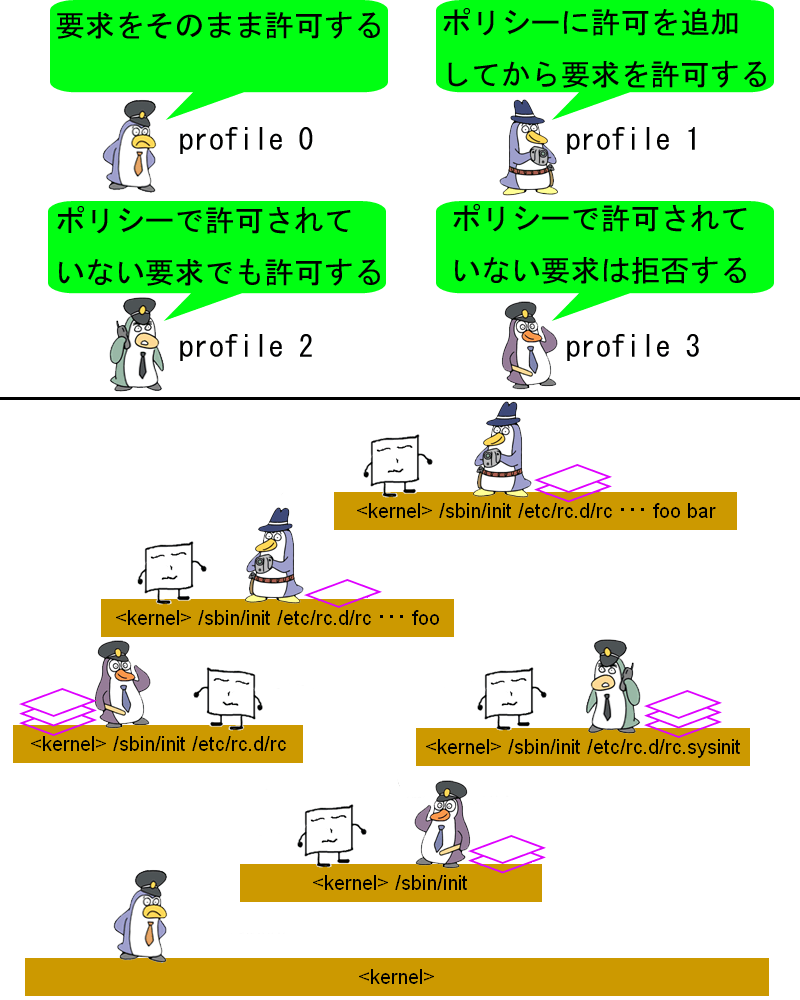 要求をそのまま許可する
profile 0
ポリシーに許可を追加
してから要求を許可する
profile 1
ポリシーで許可されて
いない要求でも許可する
profile 2
ポリシーで許可されて
いない要求は拒否する
profile 3
<kernel> /sbin/init /etc/rc.d/rc ・・・ foo bar
<kernel> /sbin/init /etc/rc.d/rc ・・・ foo
<kernel> /sbin/init /etc/rc.d/rc
<kernel> /sbin/init /etc/rc.d/rc.sysinit
<kernel> /sbin/init
<kernel>